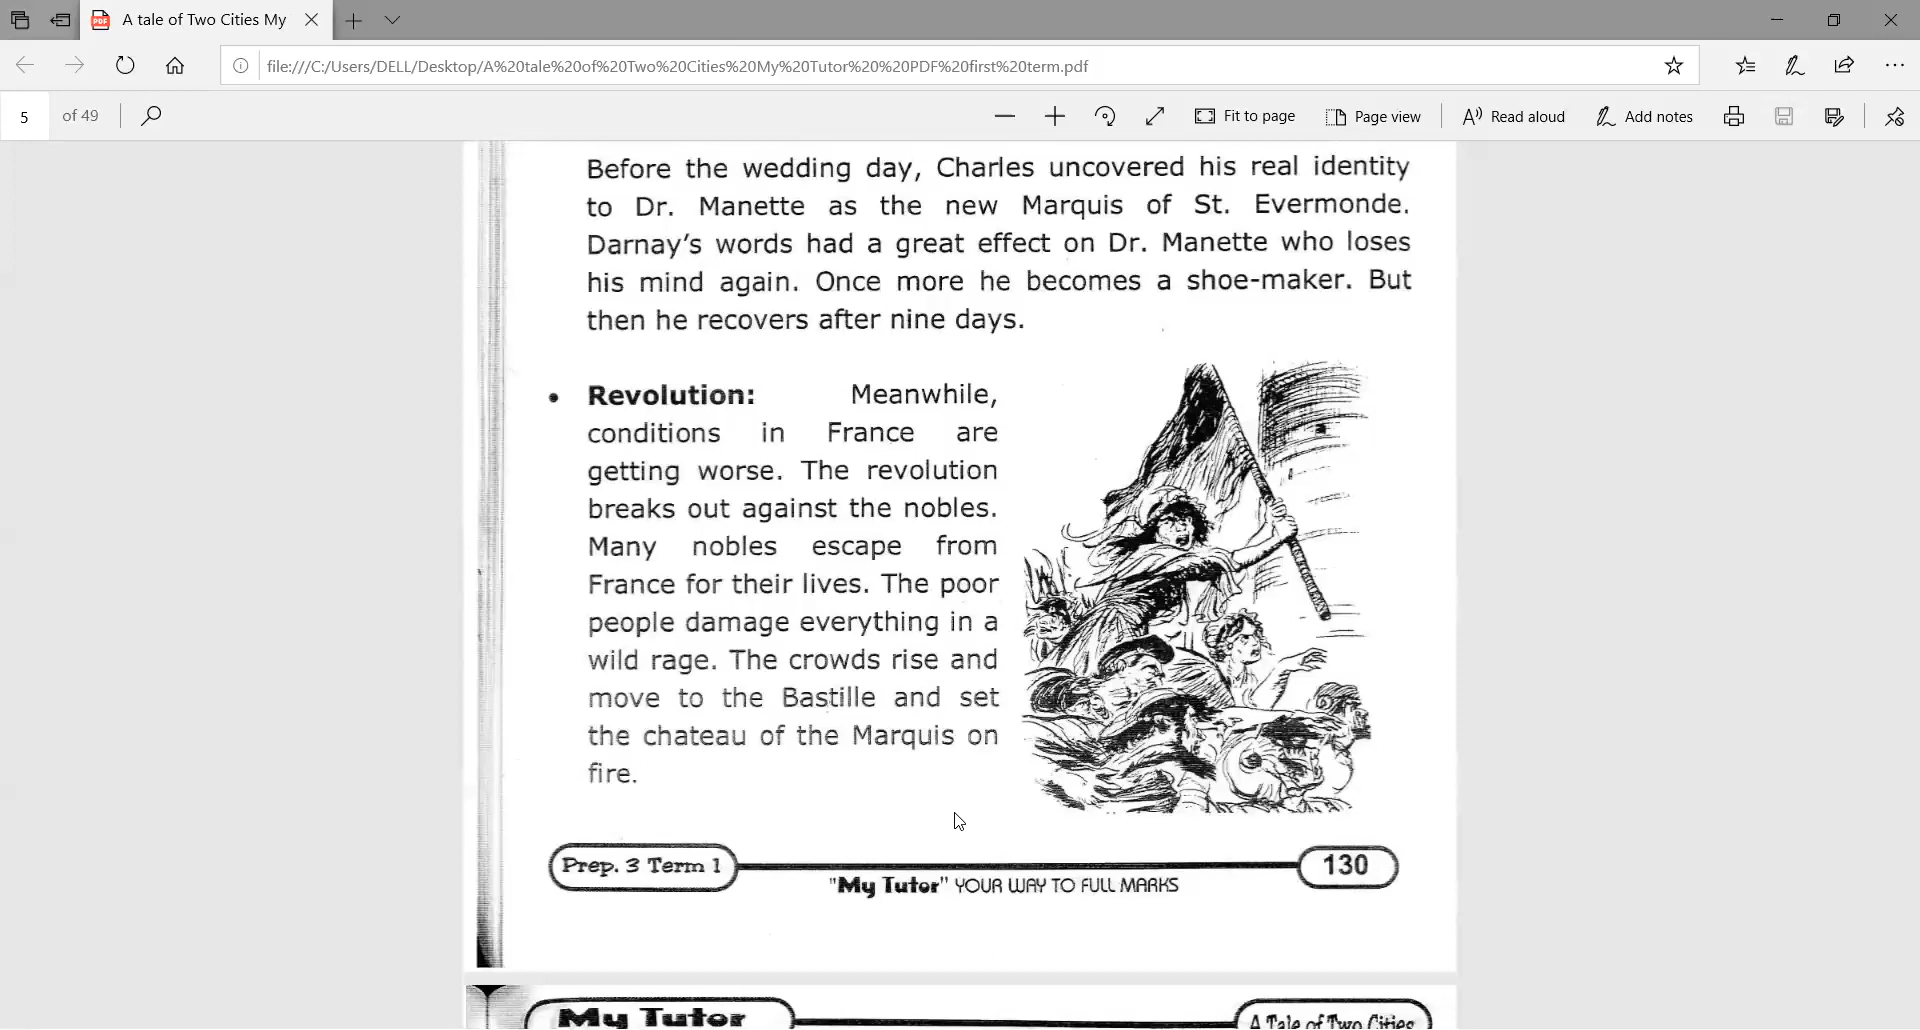 A tale of Two Cities My
file:///C:/Users/DELL/Desktop/A%20tale%20of%20Two%20Cities%20My%20Tutor%20%20PDF%20first%20term.pdf
5 of 49
Fit to page
Page view
Read aloud
Add notes
Before the wedding day, Charles uncovered his real identity
to Dr. Manette as the new Marquis of St. Evermonde.
Darnay's words had a great effect on Dr. Manette who loses
his mind again. Once more he becomes a shoe-maker. But
then he recovers after nine days.
• Revolution: Meanwhile,
conditions in France are
getting worse. The revolution
breaks out against the nobles.
Many nobles escape from
France for their lives. The poor
people damage everything in a
wild rage. The crowds rise and
move to the Bastille and set
the chateau of the Marquis on
fire.
Prep. 3 Term 1
"My Tutor" YOUR WAY TO FULL MARKS
130
My Tutor
A Tale of Two Cities